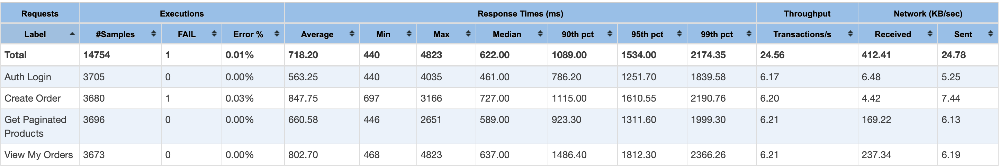 Requests Executions Response Times (ms) Throughput Network (KB/sec)
Label #Samples FAIL Error % Average Min Max Median 90th pct 95th pct 99th pct Transactions/s Received Sent
Total 14754 1 0.01% 718.20 440 4823 622.00 1089.00 1534.00 2174.35 24.56 412.41 24.78
Auth Login 3705 0 0.00% 563.25 440 4035 461.00 786.20 1251.70 1839.58 6.17 6.48 5.25
Create Order 3680 1 0.03% 847.75 697 3166 727.00 1115.00 1610.55 2190.76 6.20 4.42 7.44
Get Paginated 3696 0 0.00% 660.58 446 2651 589.00 923.30 1311.60 1999.30 6.21 169.22 6.13
Products
View My Orders 3673 0 0.00% 802.70 468 4823 637.00 1486.40 1812.30 2366.26 6.21 237.34 6.19